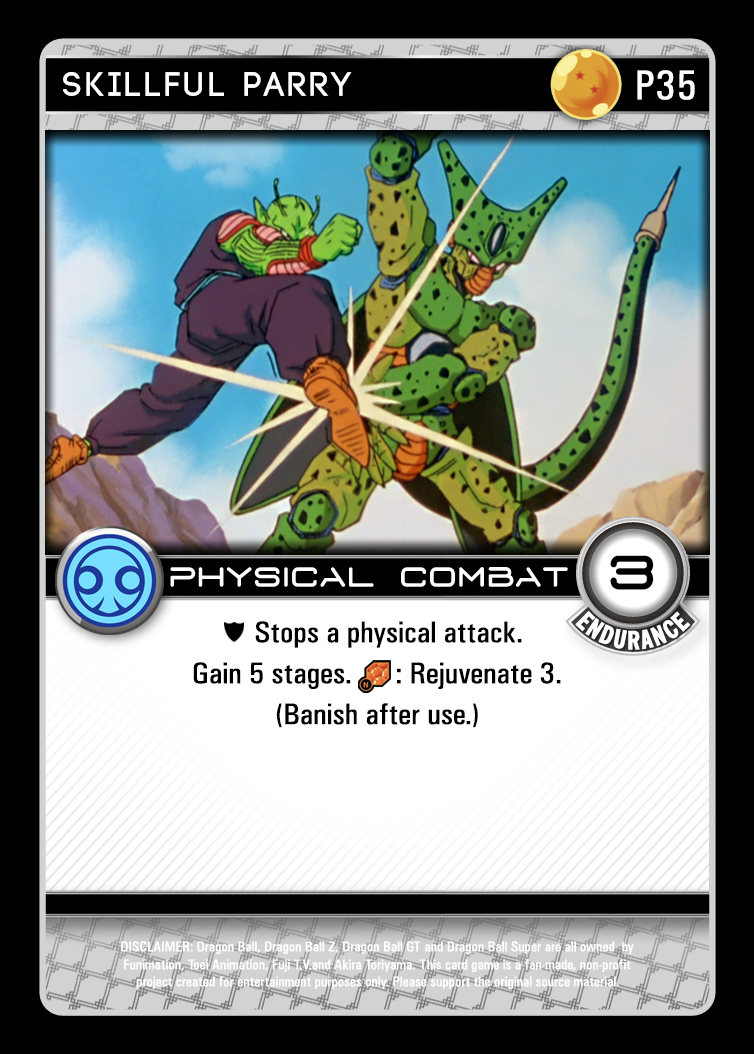 SKILLFUL PARRY
P35
PHYSICAL COMBAT
3
ENDURANCE
Stops a physical attack.
Gain 5 stages. N : Rejuvenate 3.
(Banish after use.)
DISCLAIMER: Dragon Ball, Dragon Ball Z, Dragon Ball GT and Dragon Ball Super are all owned by
Funimation, Toei Animation, Fuji T.V.and Akira Toriyama. This card game is a fan-made, non-profit
project created for entertainment purposes only. Please support the original source material.